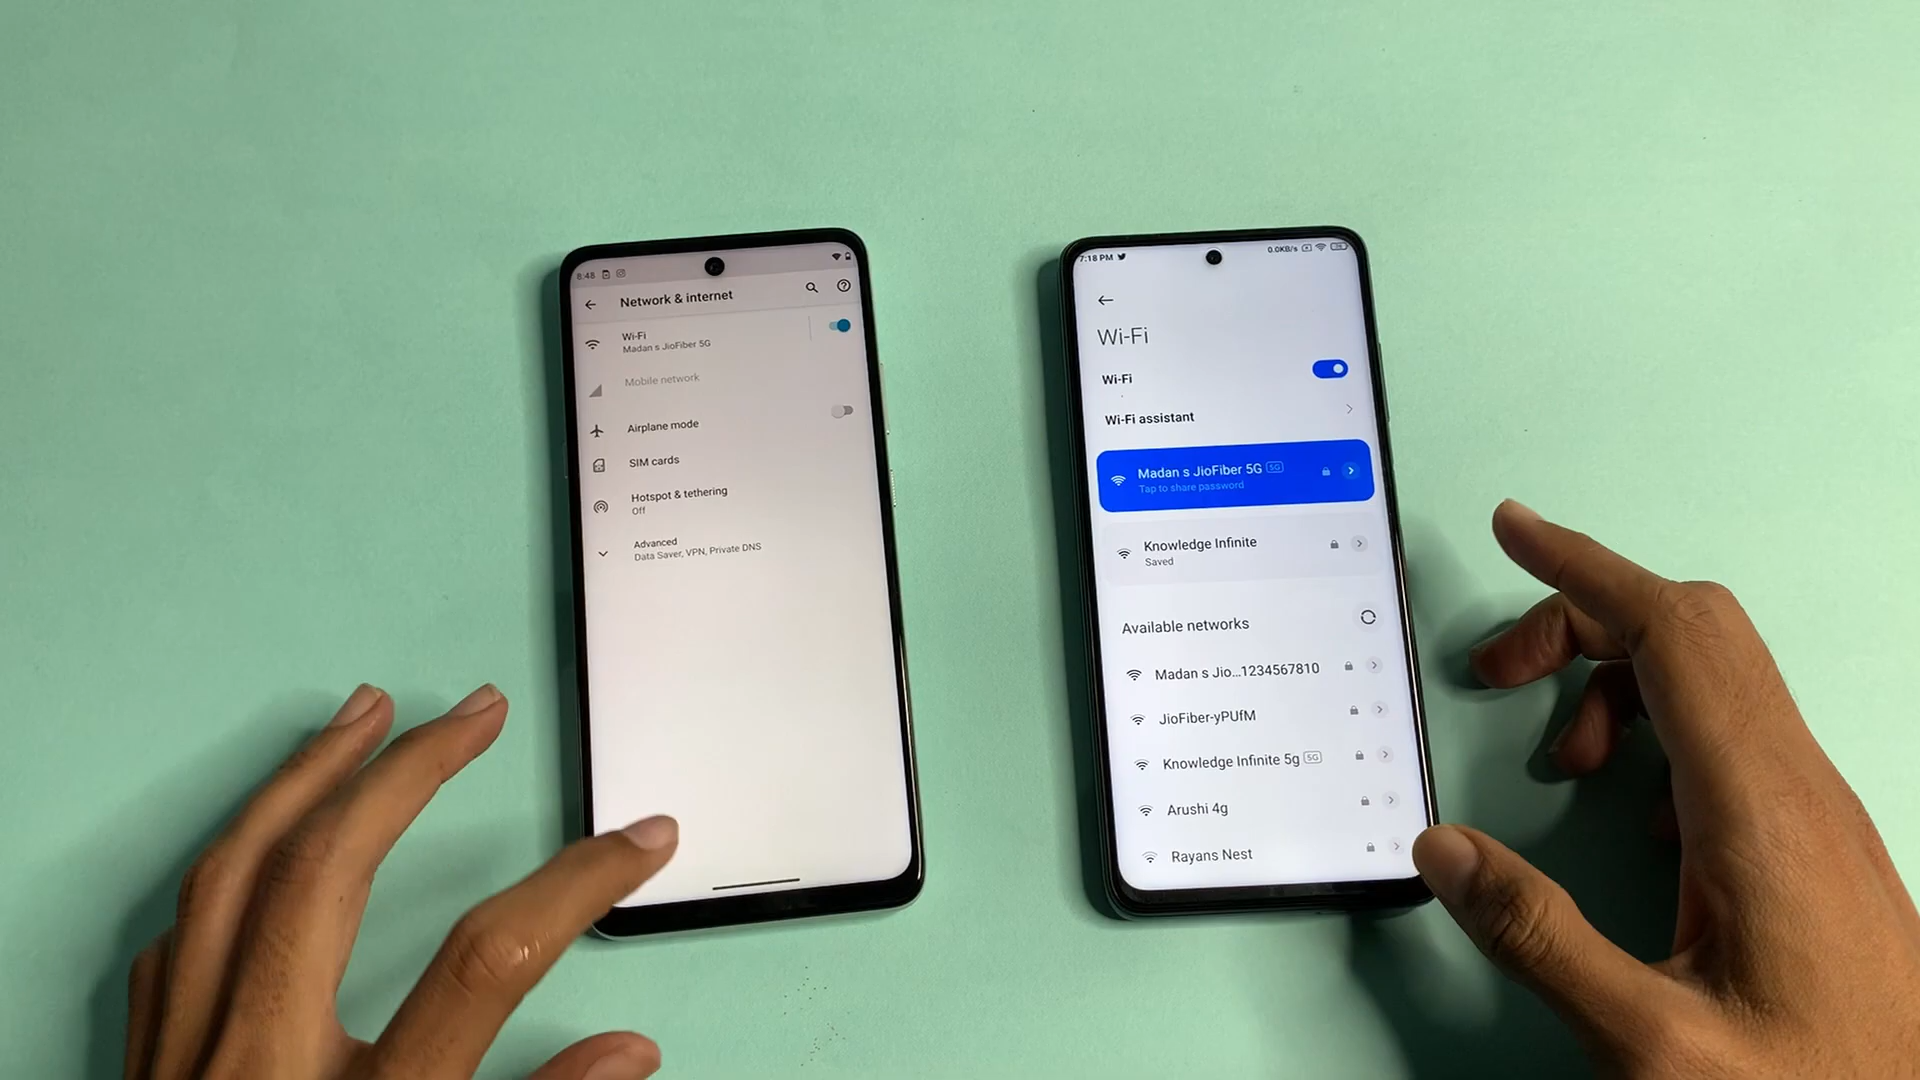 8:48
Network & internet
Wi-Fi
Madan s JioFiber 5G
Mobile network
Airplane mode
SIM cards
Hotspot & tethering
Off
Advanced
Data Saver, VPN, Private DNS
7:18 PM
0.0KB/s
Wi-Fi
Wi-Fi
Wi-Fi assistant
Madan s JioFiber 5G 5G
Tap to share password
Knowledge Infinite
Saved
Available networks
Madan s Jio...1234567810
JioFiber-yPUfM
Knowledge Infinite 5g 5G
Arushi 4g
Rayans Nest